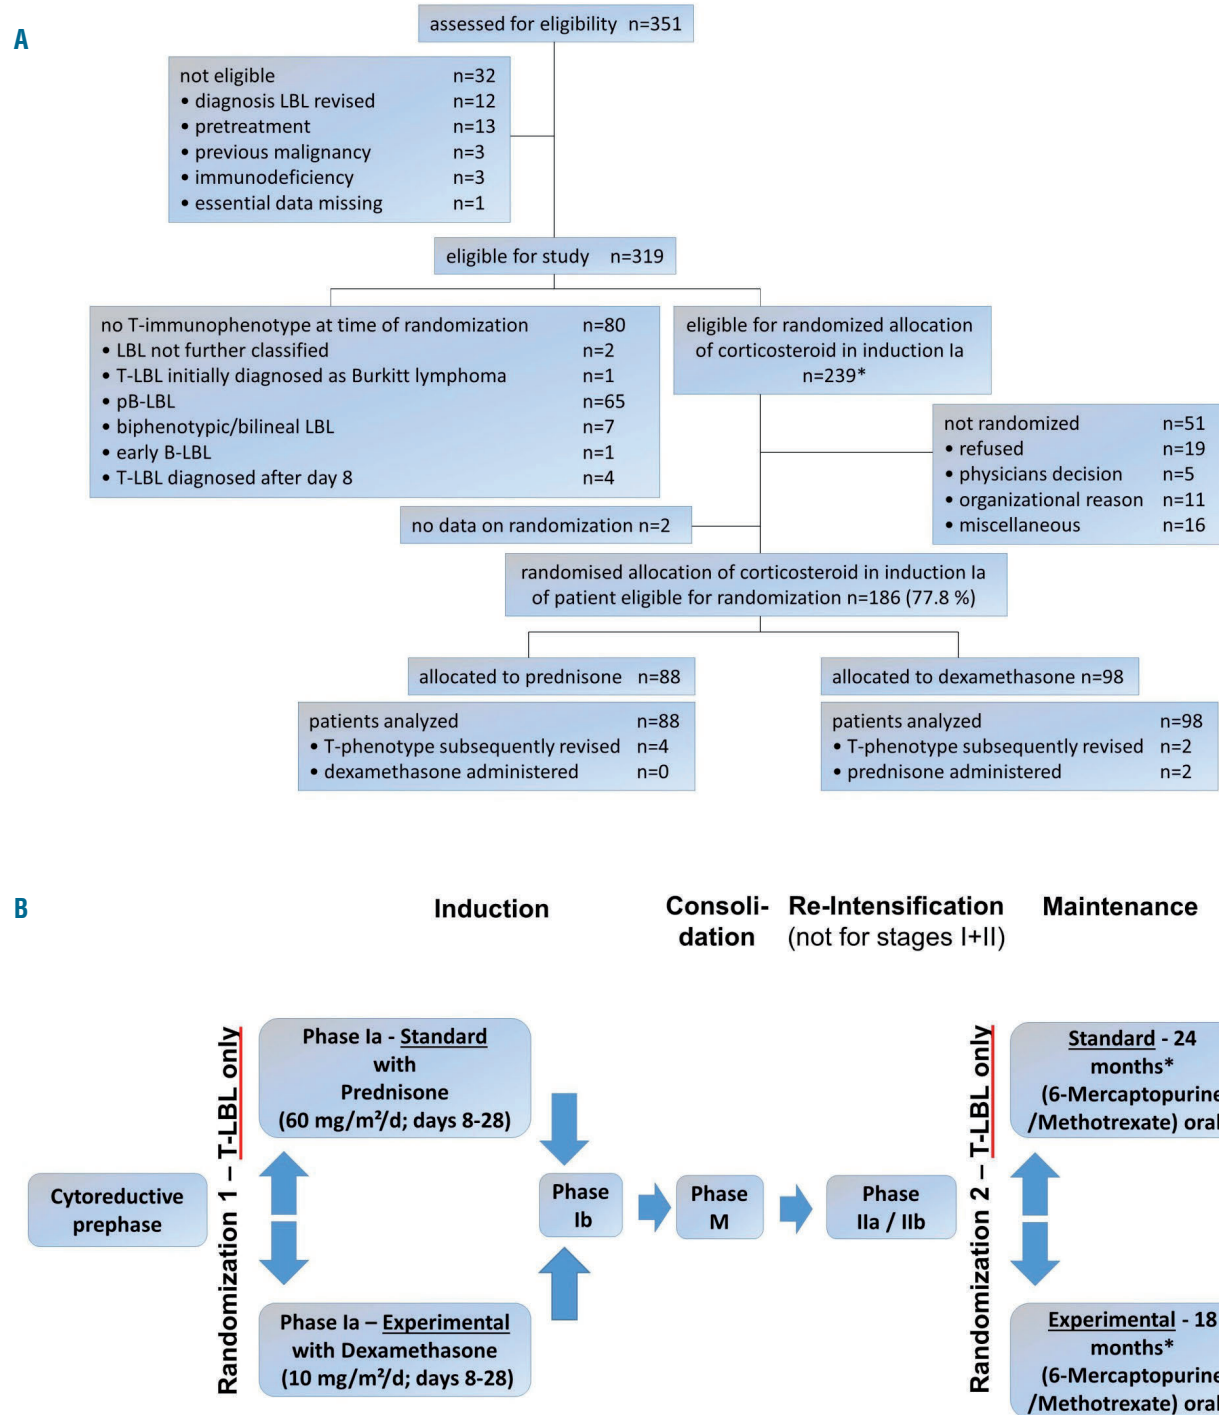 A
assessed for eligibility n=351
not eligible n=32
• diagnosis LBL revised n=12
• pretreatment n=13
• previous malignancy n=3
• immunodeficiency n=3
• essential data missing n=1
eligible for study n=319
no T-immunophenotype at time of randomization n=80
• LBL not further classified n=2
• T-LBL initially diagnosed as Burkitt lymphoma n=1
• pB-LBL n=65
• biphenotypic/bilineal LBL n=7
• early B-LBL n=1
• T-LBL diagnosed after day 8 n=4
eligible for randomized allocation
of corticosteroid in induction Ia
n=239*
not randomized n=51
• refused n=19
• physicians decision n=5
• organizational reason n=11
• miscellaneous n=16
no data on randomization n=2
randomised allocation of corticosteroid in induction Ia
of patient eligible for randomization n=186 (77.8 %)
allocated to prednisone n=88
patients analyzed n=88
• T-phenotype subsequently revised n=4
• dexamethasone administered n=0
allocated to dexamethasone n=98
patients analyzed n=98
• T-phenotype subsequently revised n=2
• prednisone administered n=2
B
Induction
Consoli-
dation
Re-Intensification
(not for stages I+II)
Maintenance
Cytoreductive
prephase
Randomization 1 – T-LBL only
Phase Ia - Standard
with
Prednisone
(60 mg/m²/d; days 8-28)
Phase Ia – Experimental
with Dexamethasone
(10 mg/m²/d; days 8-28)
Phase
Ib
Phase
M
Phase
IIa / IIb
Randomization 2 – T-LBL only
Standard - 24
months*
(6-Mercaptopurine
/Methotrexate) oral
Experimental - 18
months*
(6-Mercaptopurine
/Methotrexate) oral